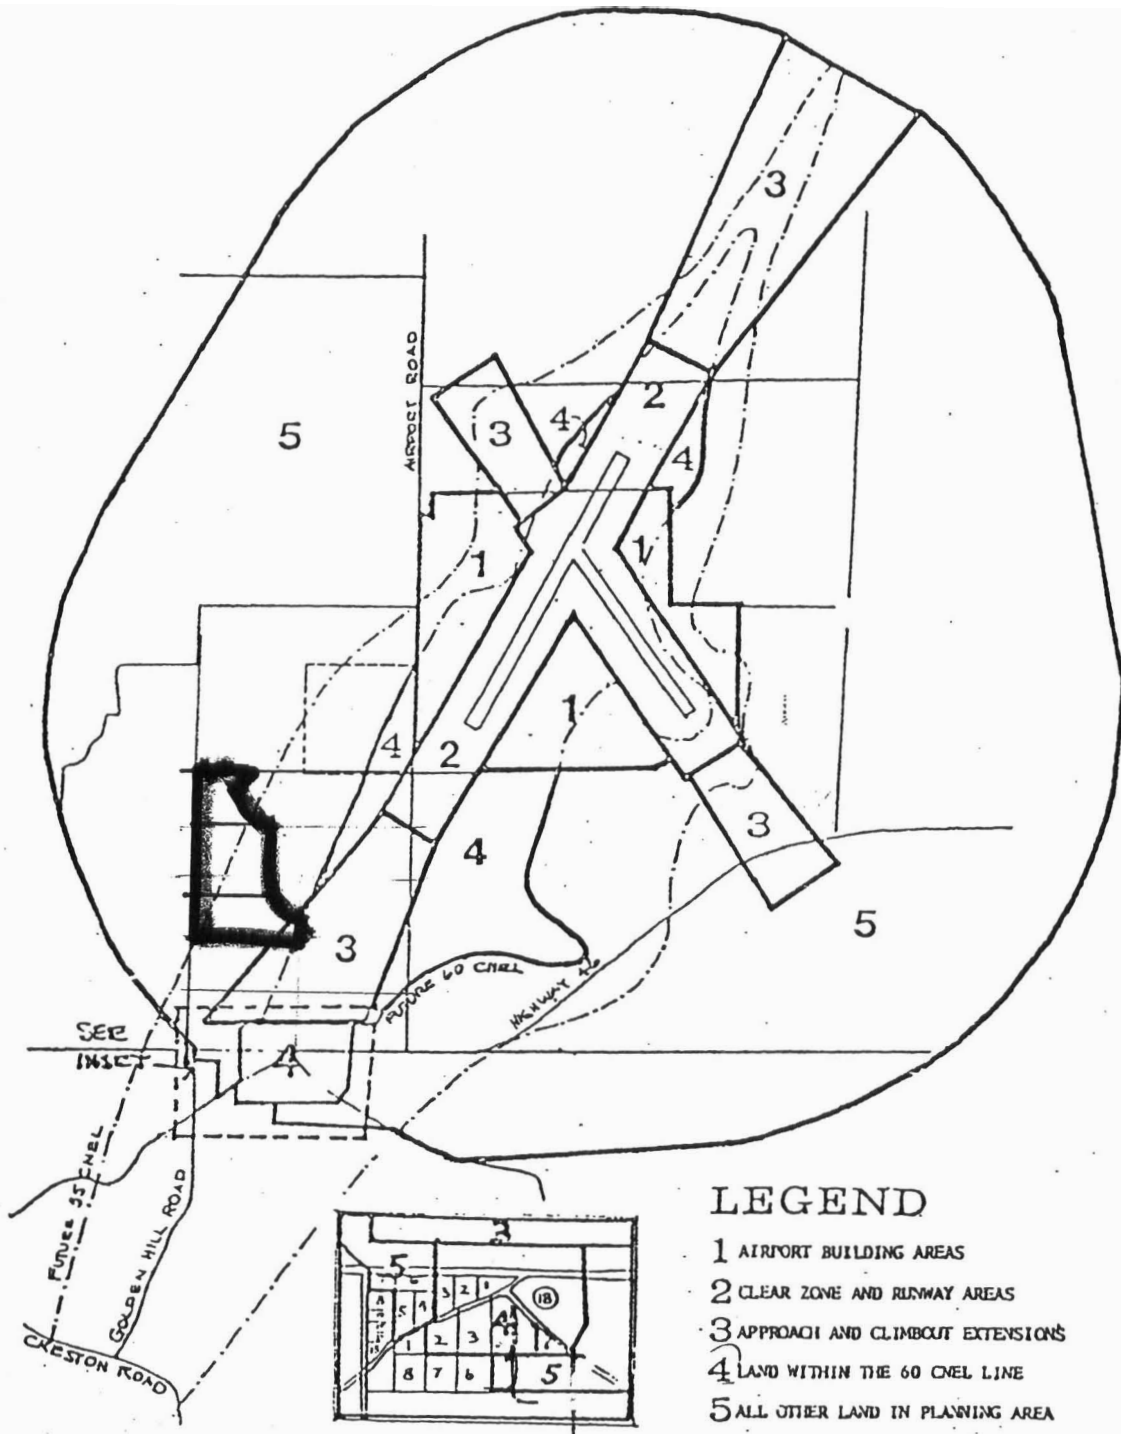 3
AIRPORT ROAD
2
4
3
5
4
1
1
1
4
2
3
4
5
3
FUTURE 60 CNEL
HIGHWAY 46
SEE
INSET
4
FUTURE 55 CNEL
GOLDEN HILL ROAD
CRESTON ROAD
5
3 2 1
18
5 4
1 2 3
8 7 6
5
LEGEND
1 AIRPORT BUILDING AREAS
2 CLEAR ZONE AND RUNWAY AREAS
3 APPROACH AND CLIMBOUT EXTENSIONS
4 LAND WITHIN THE 60 CNEL LINE
5 ALL OTHER LAND IN PLANNING AREA